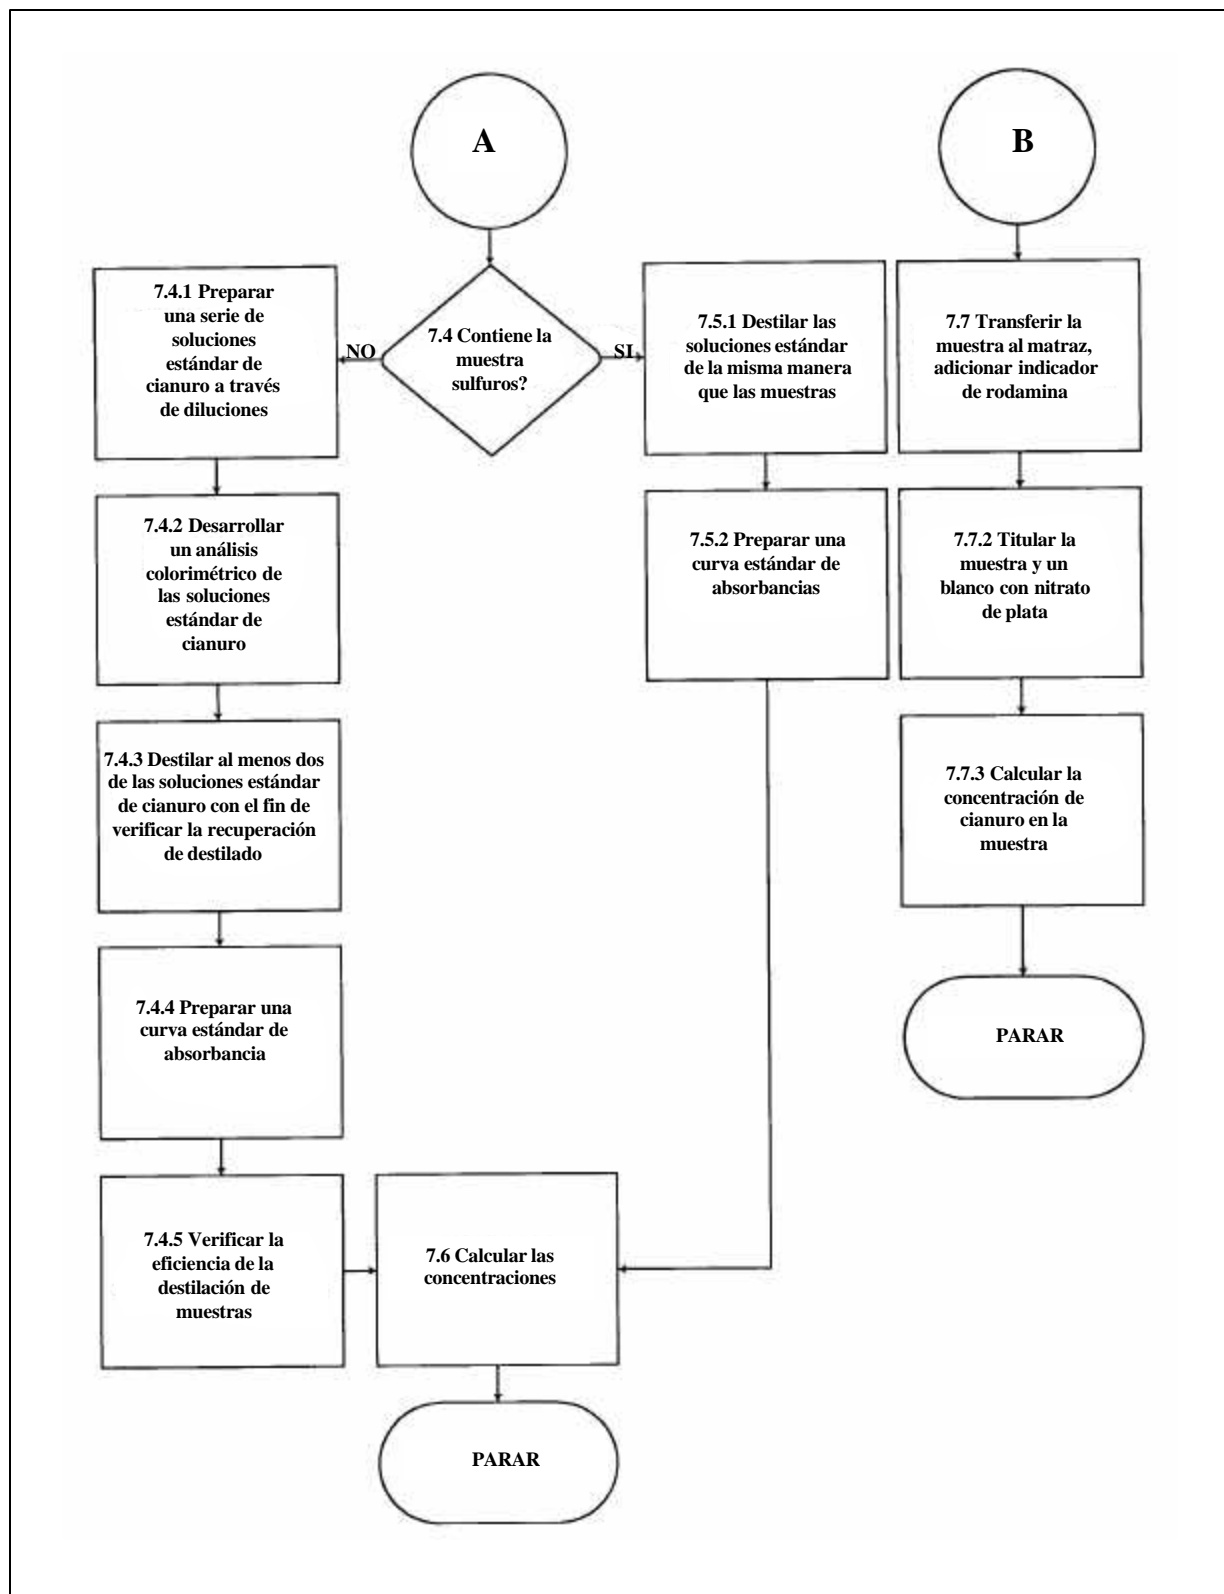 A
B
7.4.1 Preparar
una serie de
soluciones
estándar de
cianuro a través
de diluciones
NO
7.4 Contiene la
muestra
sulfuros?
SI
7.5.1 Destilar las
soluciones estándar
de la misma manera
que las muestras
7.7 Transferir la
muestra al matraz,
adicionar indicador
de rodamina
7.4.2 Desarrollar
un análisis
colorimétrico de
las soluciones
estándar de
cianuro
7.5.2 Preparar una
curva estándar de
absorbancias
7.7.2 Titular la
muestra y un
blanco con nitrato
de plata
7.4.3 Destilar al menos dos
de las soluciones estándar
de cianuro con el fin de
verificar la recuperación
de destilado
7.7.3 Calcular la
concentración de
cianuro en la
muestra
7.4.4 Preparar una
curva estándar de
absorbancia
PARAR
7.4.5 Verificar la
eficiencia de la
destilación de
muestras
7.6 Calcular las
concentraciones
PARAR